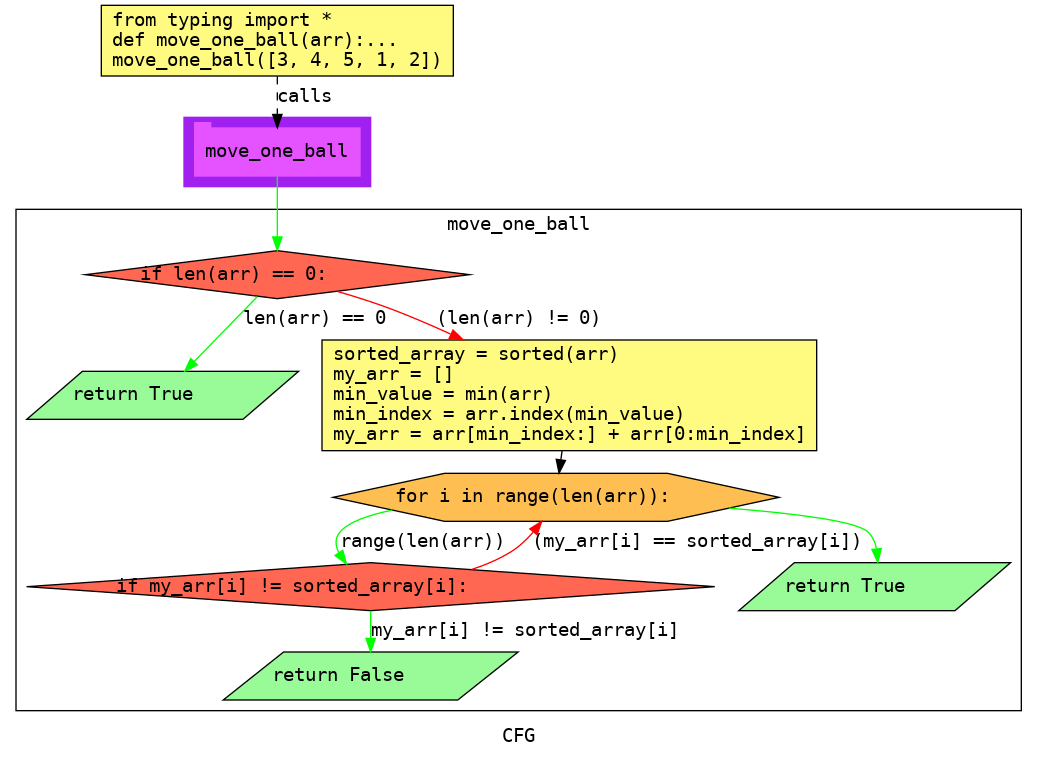 from typing import *
def move_one_ball(arr):...
move_one_ball([3, 4, 5, 1, 2])
calls
move_one_ball
move_one_ball
if len(arr) == 0:
len(arr) == 0
(len(arr) != 0)
return True
sorted_array = sorted(arr)
my_arr = []
min_value = min(arr)
min_index = arr.index(min_value)
my_arr = arr[min_index:] + arr[0:min_index]
for i in range(len(arr)):
range(len(arr))
(my_arr[i] == sorted_array[i])
if my_arr[i] != sorted_array[i]:
return True
my_arr[i] != sorted_array[i]
return False
CFG